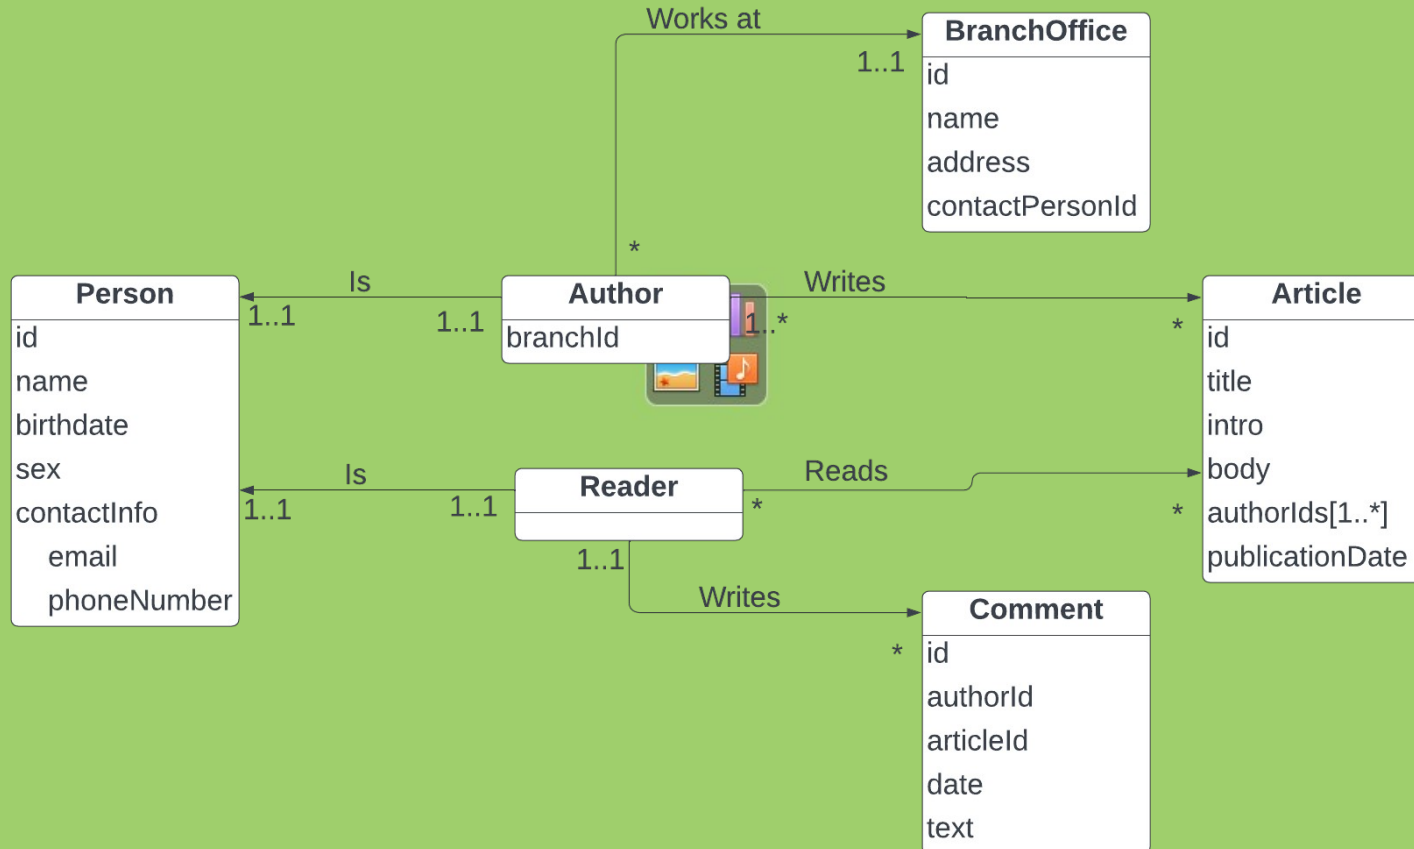 Works at
BranchOffice
1..1
id
name
address
contactPersonId
*
Person
Is
Author
Writes
Article
1..1
1..1
1..*
*
id
name
birthdate
sex
contactInfo
email
phoneNumber
branchId
id
title
intro
body
authorIds[1..*]
publicationDate
Is
Reader
Reads
1..1
1..1
*
*
1..1
Writes
Comment
*
id
authorId
articleId
date
text